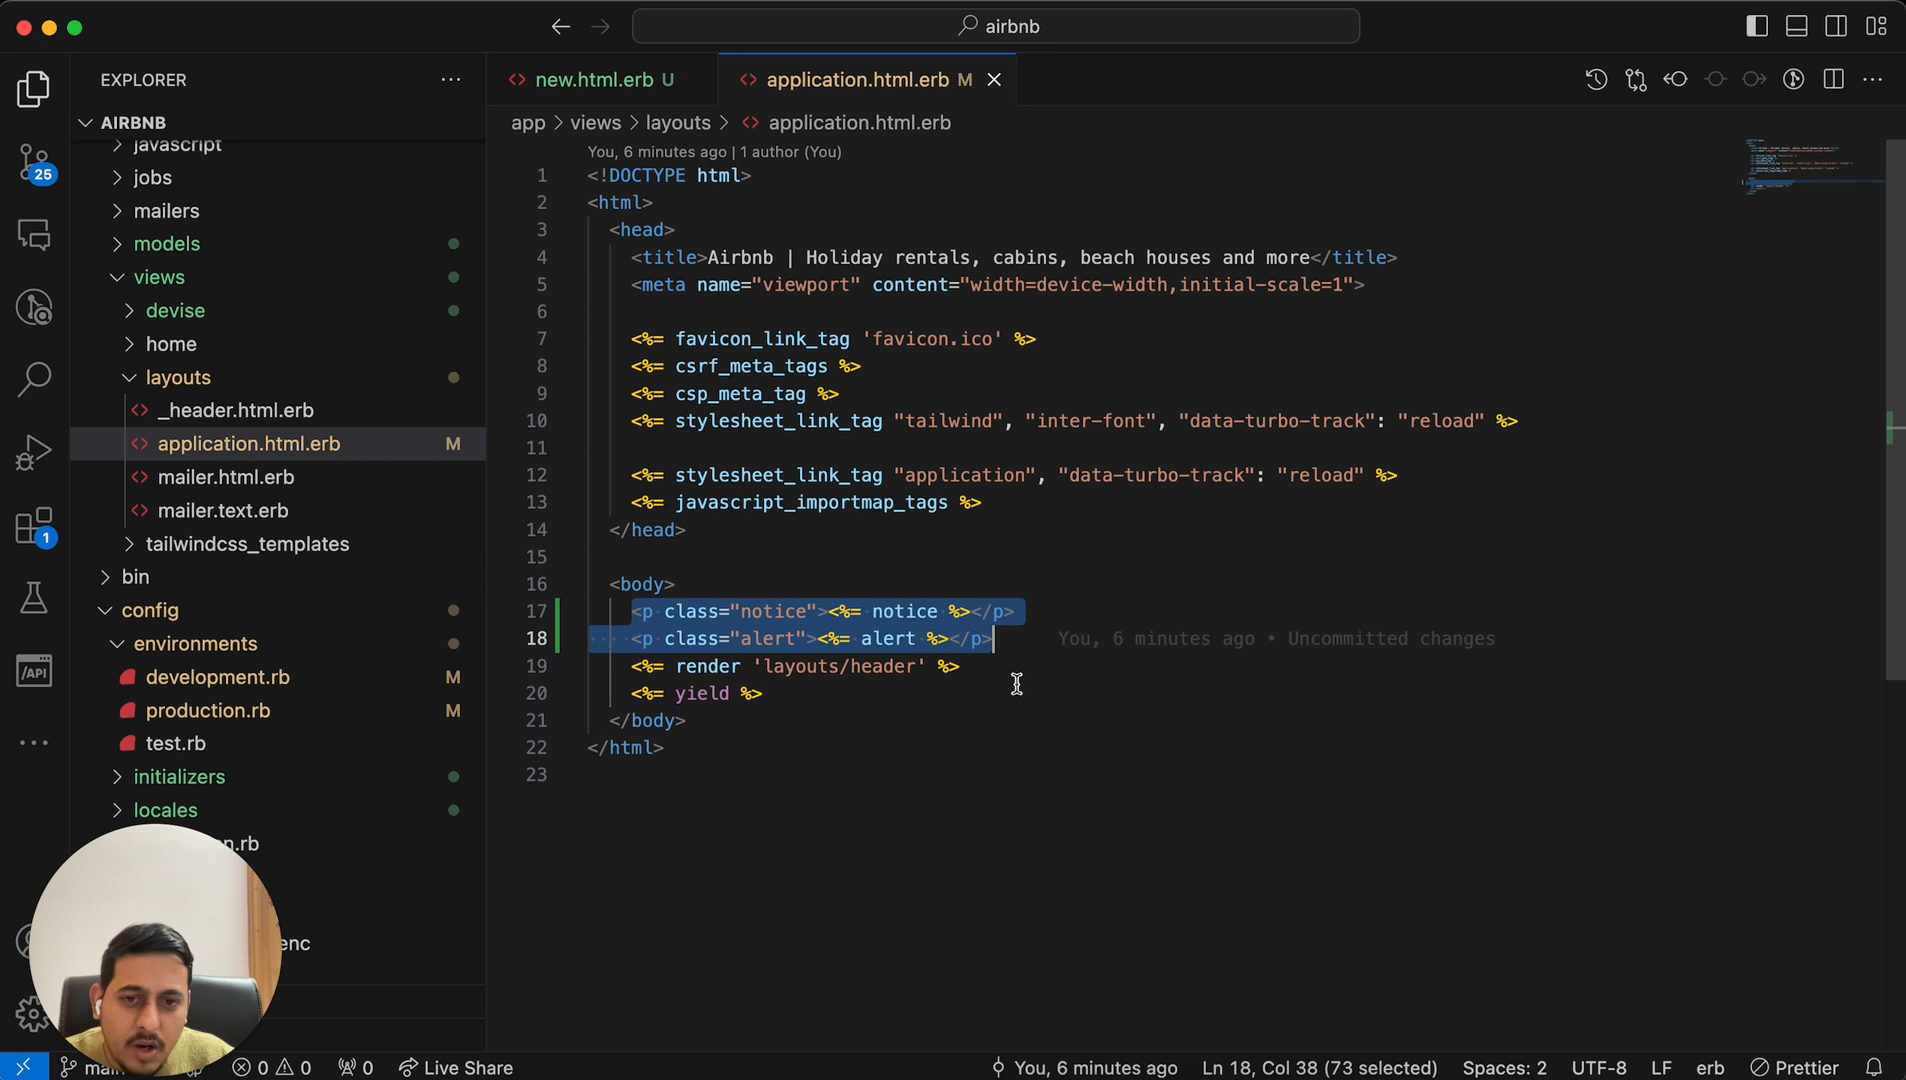 airbnb
EXPLORER
new.html.erb U
application.html.erb M
AIRBNB
app > views > layouts > application.html.erb
javascript
jobs
mailers
models
views
devise
home
layouts
_header.html.erb
application.html.erb M
mailer.html.erb
mailer.text.erb
tailwindcss_templates
bin
config
environments
development.rb M
production.rb M
test.rb
initializers
locales
n.rb
enc
25
1
/API
You, 6 minutes ago | 1 author (You)
1 <!DOCTYPE html>
2 <html>
3 <head>
4 <title>Airbnb | Holiday rentals, cabins, beach houses and more</title>
5 <meta name="viewport" content="width=device-width,initial-scale=1">
6
7 <%= favicon_link_tag 'favicon.ico' %>
8 <%= csrf_meta_tags %>
9 <%= csp_meta_tag %>
10 <%= stylesheet_link_tag "tailwind", "inter-font", "data-turbo-track": "reload" %>
11
12 <%= stylesheet_link_tag "application", "data-turbo-track": "reload" %>
13 <%= javascript_importmap_tags %>
14 </head>
15
16 <body>
17 <p class="notice"><%= notice %></p>
18 <p class="alert"><%= alert %></p> You, 6 minutes ago • Uncommitted changes
19 <%= render 'layouts/header' %>
20 <%= yield %>
21 </body>
22 </html>
23
main 0 0 0 Live Share You, 6 minutes ago Ln 18, Col 38 (73 selected) Spaces: 2 UTF-8 LF erb Prettier